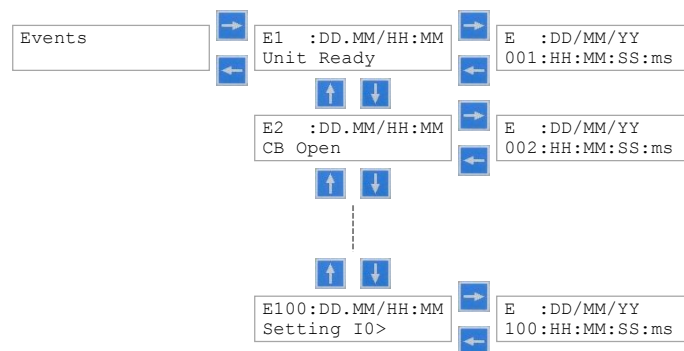 Events
E1  :DD.MM/HH:MM
Unit Ready
E  :DD/MM/YY
001:HH:MM:SS:ms
E2  :DD.MM/HH:MM
CB Open
E  :DD/MM/YY
002:HH:MM:SS:ms
E100:DD.MM/HH:MM
Setting I0>
E  :DD/MM/YY
100:HH:MM:SS:ms